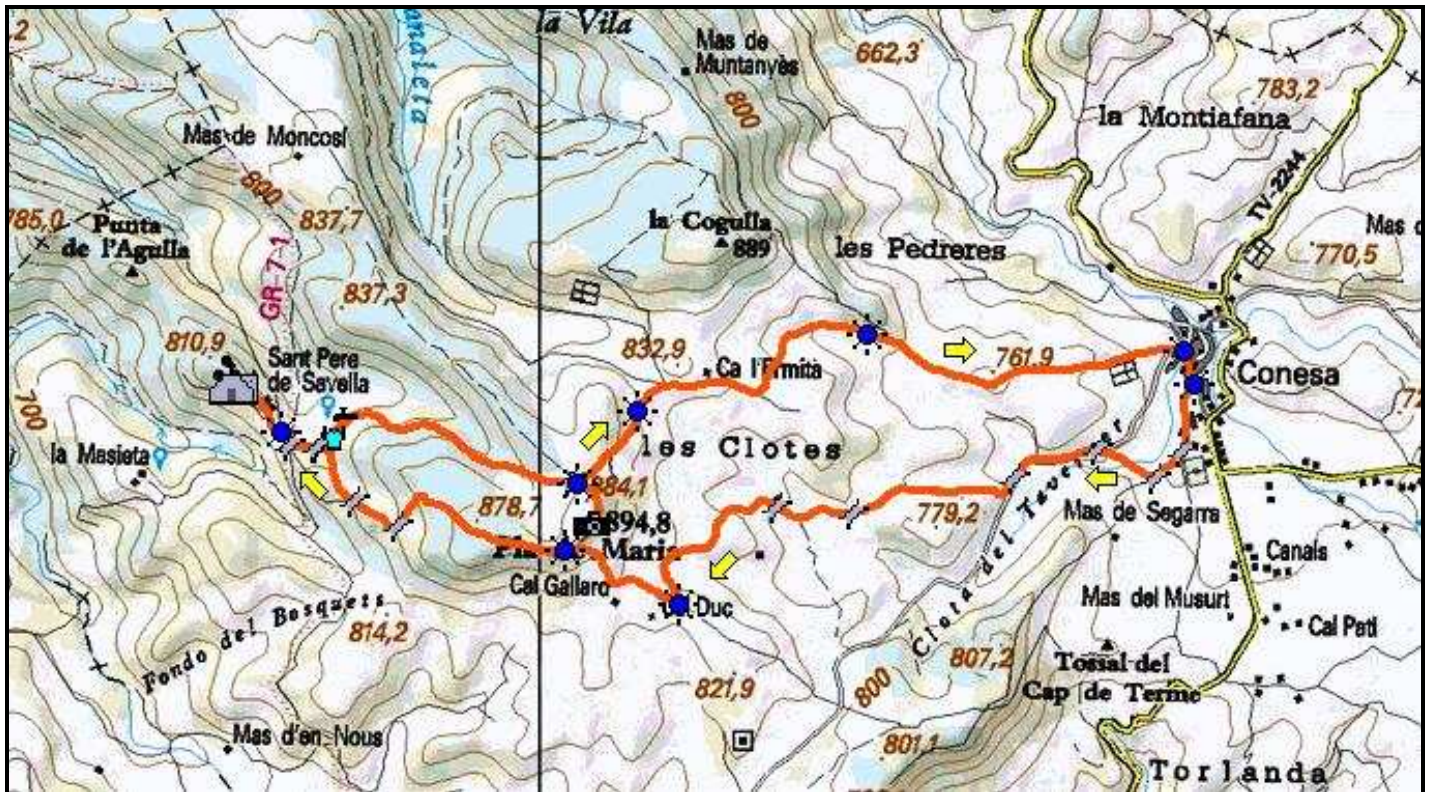 la Vila
Mas de
Muntanyès
662,3
783,2
800
la Montiafana
TV-2244
Mas de Moncosí
800
837,7
785,0
Punta
de l'Agulla
la Cogulla
889
les Pedreres
770,5
GR-7-1
837,3
810,9
Sant Pere
de Savella
832,9
Ca l'Ermità
761,9
Conesa
700
la Masieta
les Clotes
884,1
878,7
894,8
Maria
779,2
Mas de Segarra
Cal Gallaro
Duc
Canals
Mas del Musurt
Cal Pati
Fondo del Bosquets
814,2
807,2
Tossal del
Cap de Terme
821,9
800
801,1
Mas d'en Nous
Torlanda